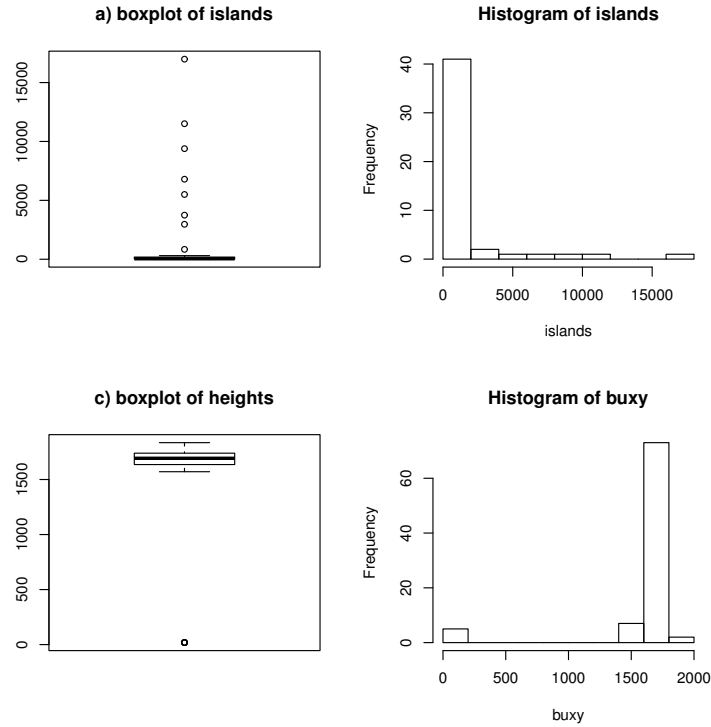 a) boxplot of islands
15000
10000
5000
0
Histogram of islands
Frequency
40
30
20
10
0
0 5000 10000 15000
islands
c) boxplot of heights
1500
1000
500
0
Histogram of buxy
Frequency
60
40
20
0
0 500 1000 1500 2000
buxy